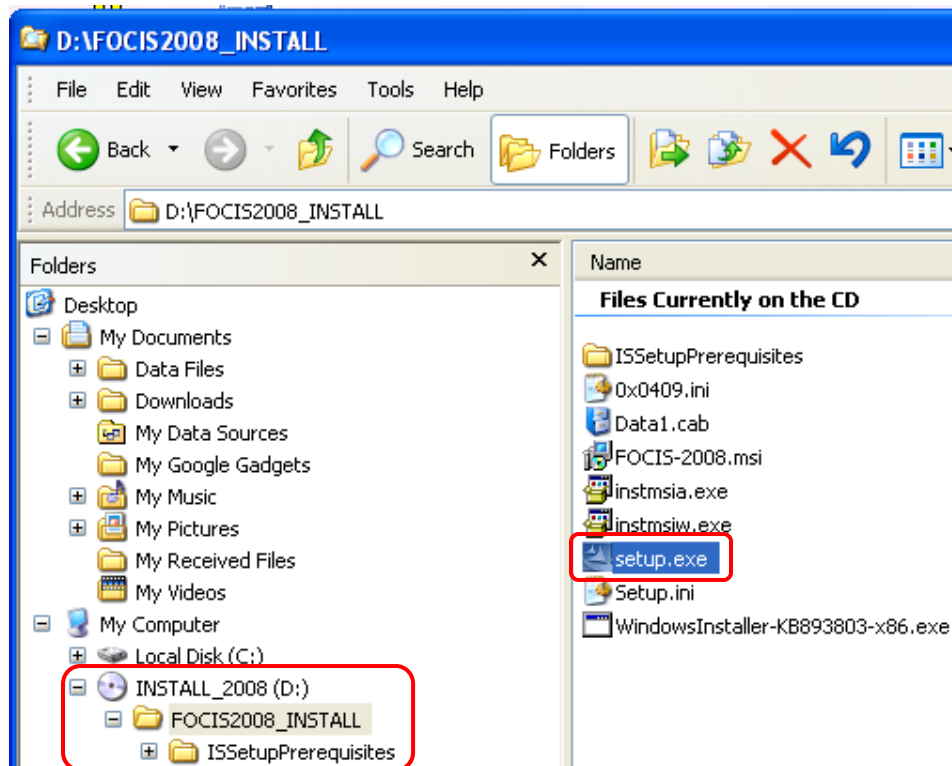 D:\FOCIS2008_INSTALL
File Edit View Favorites Tools Help
Back Search Folders
Address D:\FOCIS2008_INSTALL
Folders
Desktop
My Documents
Data Files
Downloads
My Data Sources
My Google Gadgets
My Music
My Pictures
My Received Files
My Videos
My Computer
Local Disk (C:)
INSTALL_2008 (D:)
FOCIS2008_INSTALL
ISSetupPrerequisites
Name
Files Currently on the CD
ISSetupPrerequisites
0x0409.ini
Data1.cab
FOCIS-2008.msi
instmsia.exe
instmsiw.exe
setup.exe
Setup.ini
WindowsInstaller-KB893803-x86.exe